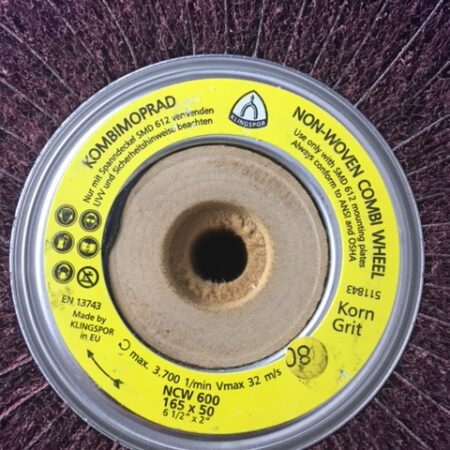 KOMBIMOPRAD
Nur mit Spanndeckel SMD 612 verwenden
UVV und Sicherheitshinweise beachten
KLINGSPOR
NON-WOVEN COMBI WHEEL
Use only with SMD 612 mounting plates
Always conform to ANSI and OSHA
511843
Korn
Grit
80
EN 13743
Made by
KLINGSPOR
in EU
max. 3,700 1/min Vmax 32 m/s
NCW 600
165 x 50
6 1/2" x 2"